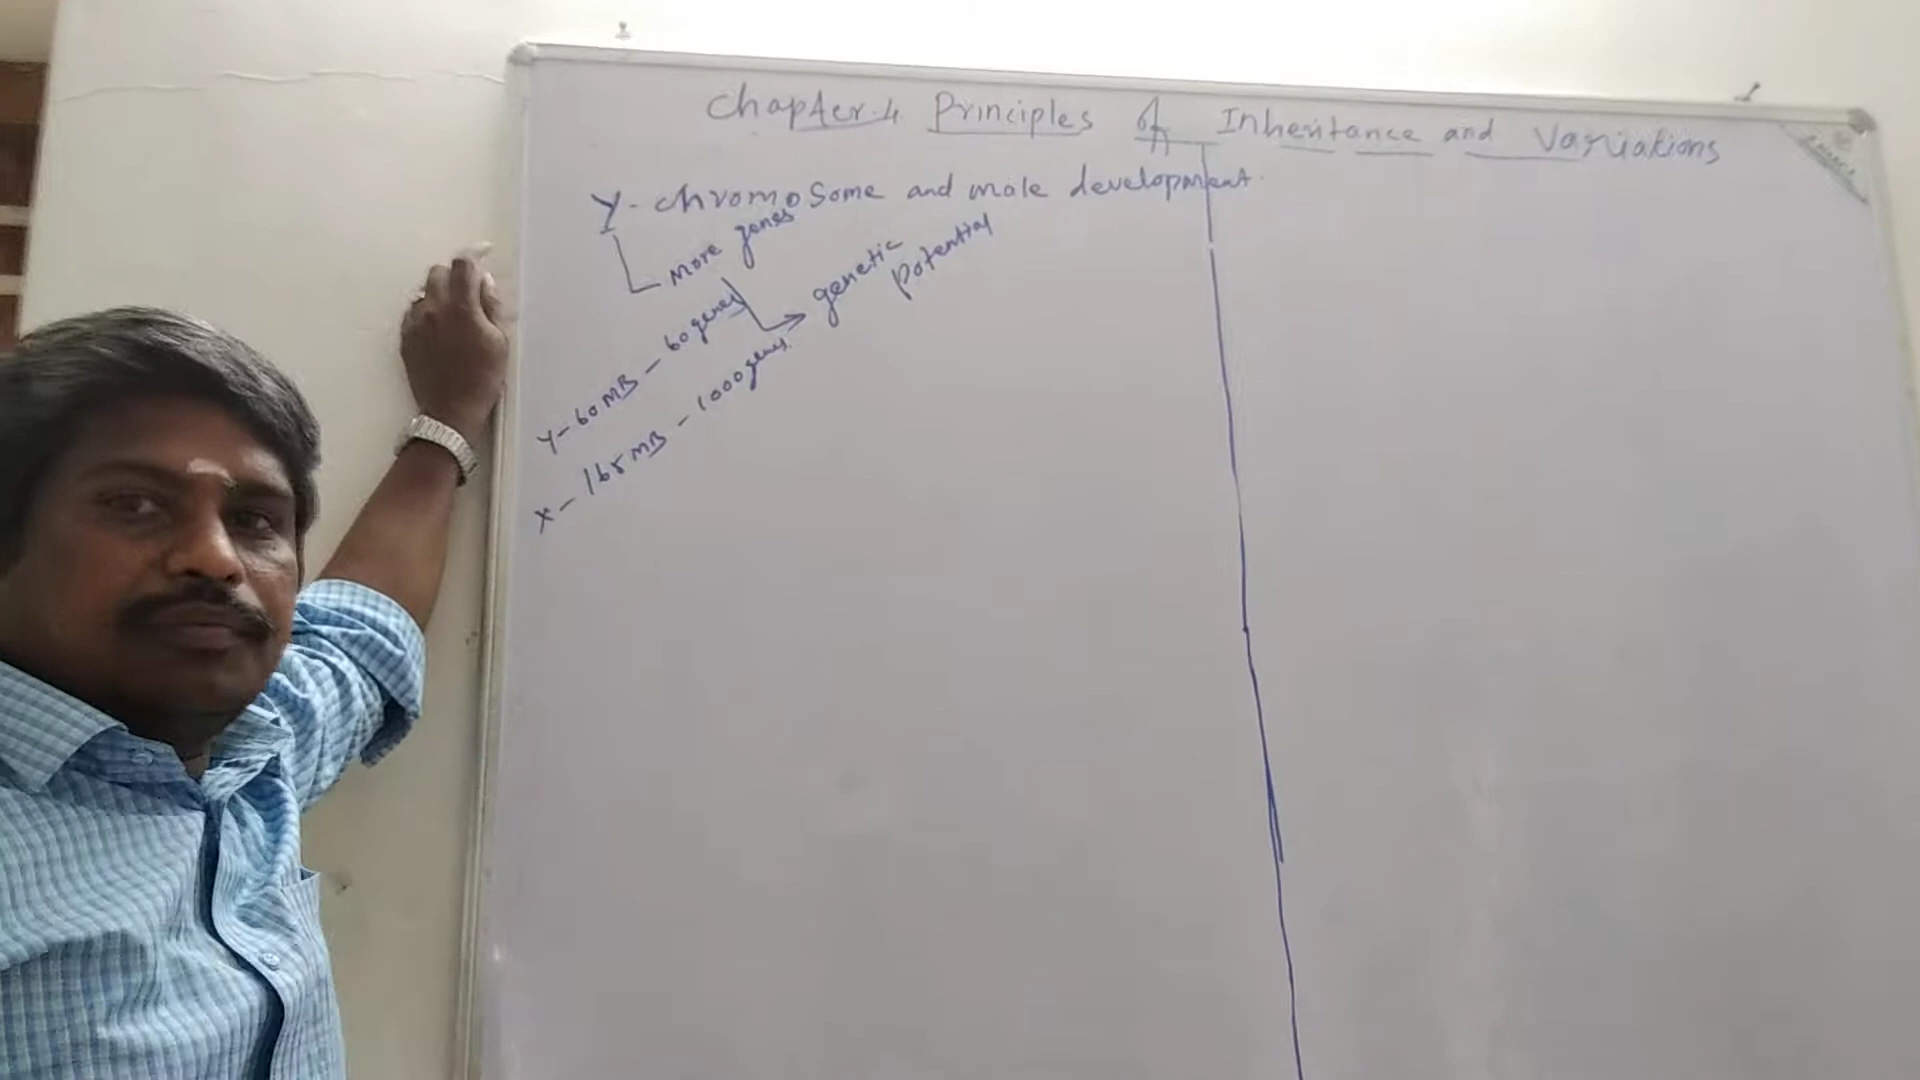 Chapter-4 Principles of Inheritance and Variations
Y- chromosome and male development.
More genes
genetic
potential
Y-60MB - 60genes
X-165MB - 1000genes.